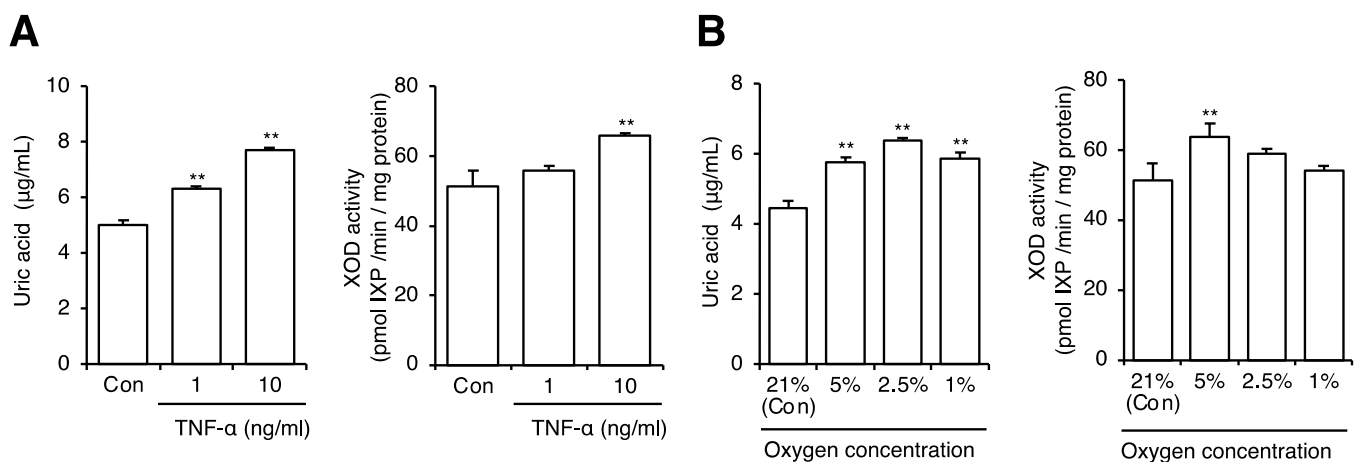 A
Uric acid (μg/mL)
10
8
6
4
2
0
**
**
Con
1
10
TNF-α (ng/ml)
XOD activity
(pmol IXP /min / mg protein)
80
60
40
20
0
**
Con
1
10
TNF-α (ng/ml)
B
Uric acid (μg/mL)
8
6
4
2
0
**
**
**
21%
(Con)
5%
2.5%
1%
Oxygen concentration
XOD activity
(pmol IXP /min / mg protein)
80
60
40
20
0
**
21%
(Con)
5%
2.5%
1%
Oxygen concentration